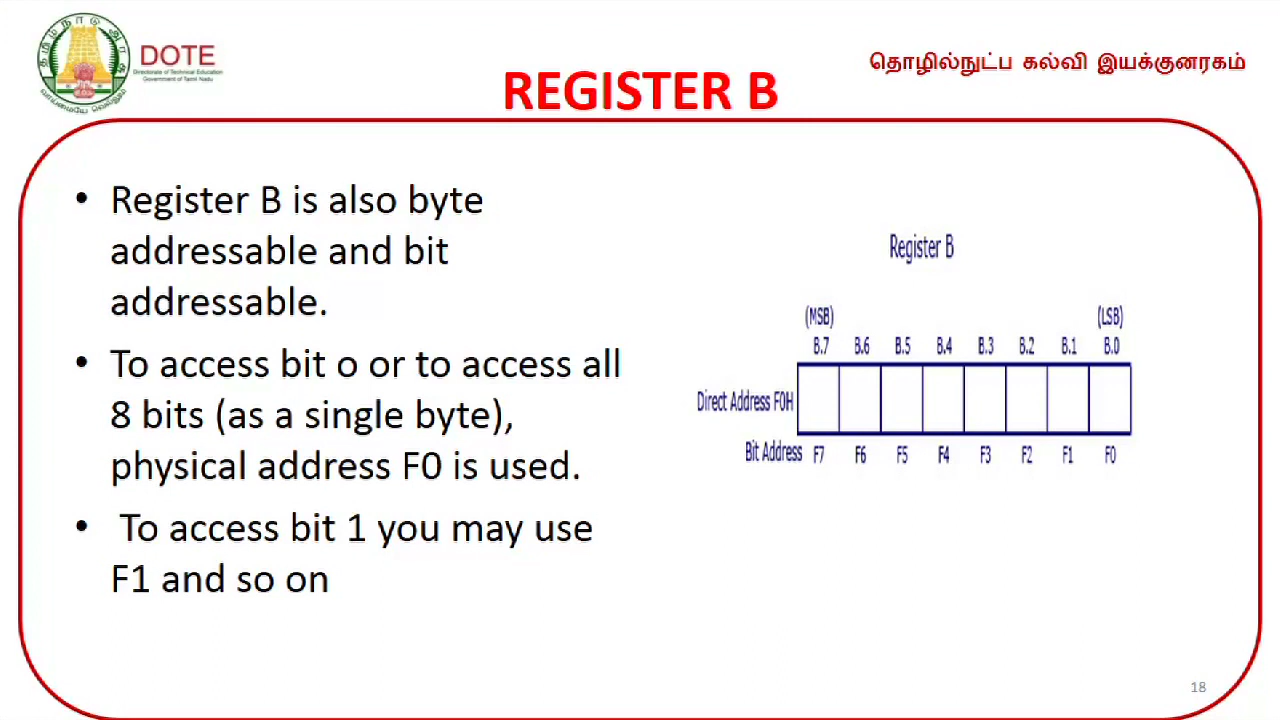 தமிழ்நாடு அரசு
வாய்மையே வெல்லும்
DOTE
Directorate of Technical Education
Government of Tamil Nadu
தொழில்நுட்ப கல்வி இயக்குனரகம்
REGISTER B
• Register B is also byte
addressable and bit
addressable.
• To access bit o or to access all
8 bits (as a single byte),
physical address F0 is used.
• To access bit 1 you may use
F1 and so on
Register B
(MSB) (LSB)
B.7 B.6 B.5 B.4 B.3 B.2 B.1 B.0
Direct Address F0H
Bit Address F7 F6 F5 F4 F3 F2 F1 F0
18